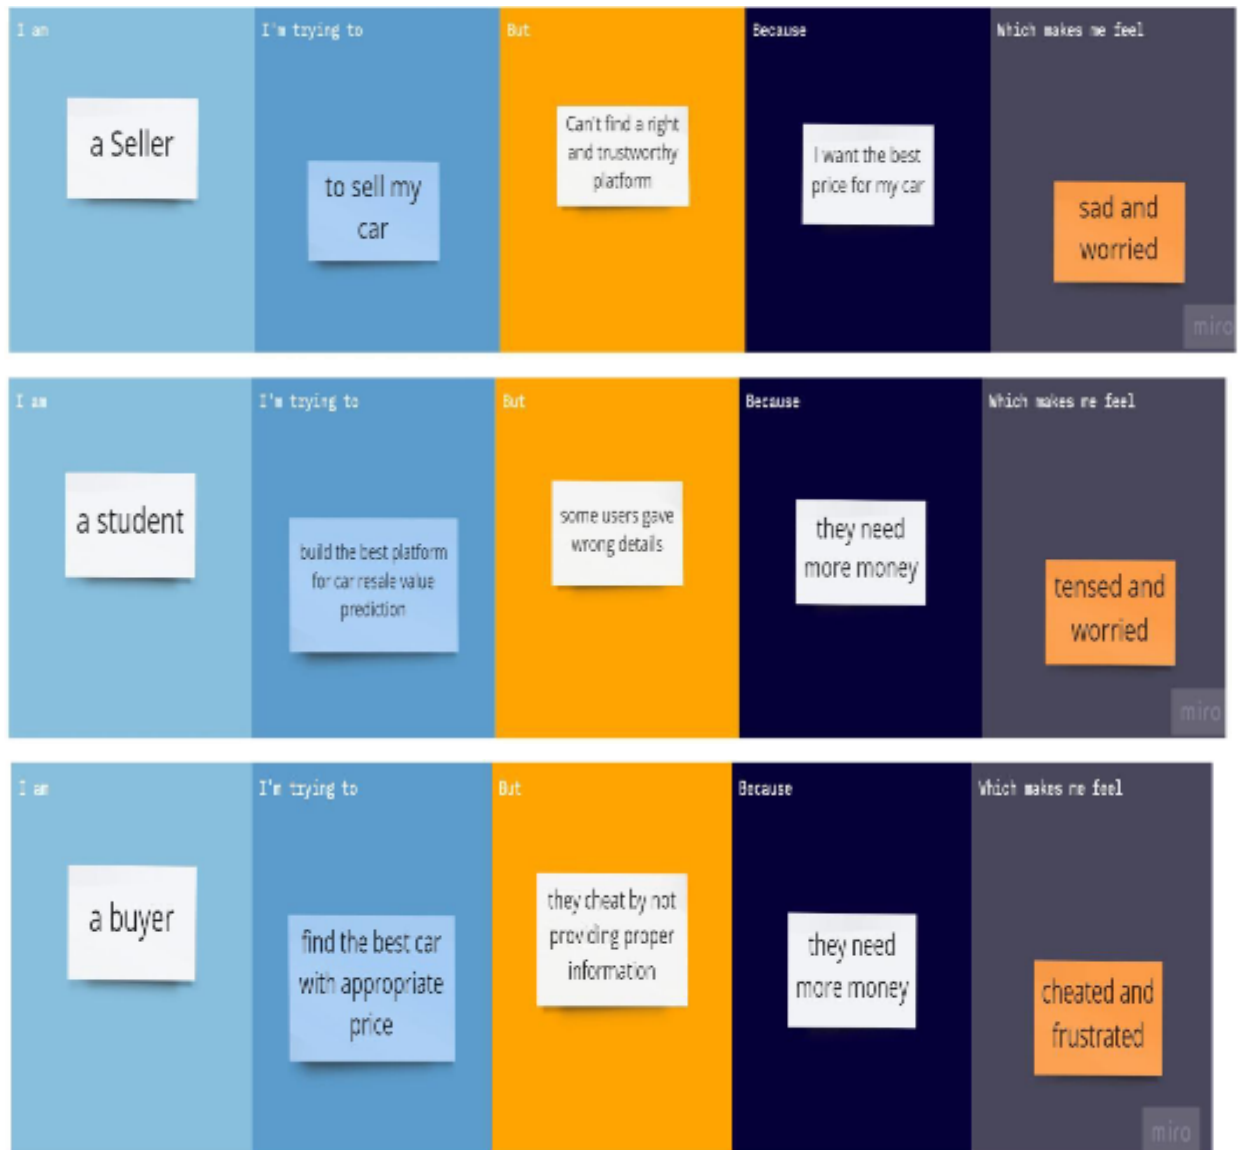 I am
I'm trying to
But
Because
Which makes me feel
a Seller
to sell my
car
Can't find a right
and trustworthy
platform
I want the best
price for my car
sad and
worried
miro
I am
I'm trying to
But
Because
Which makes me feel
a student
build the best platform
for car resale value
prediction
some users gave
wrong details
they need
more money
tensed and
worried
miro
I am
I'm trying to
But
Because
Which makes me feel
a buyer
find the best car
with appropriate
price
they cheat by not
providing proper
information
they need
more money
cheated and
frustrated
miro